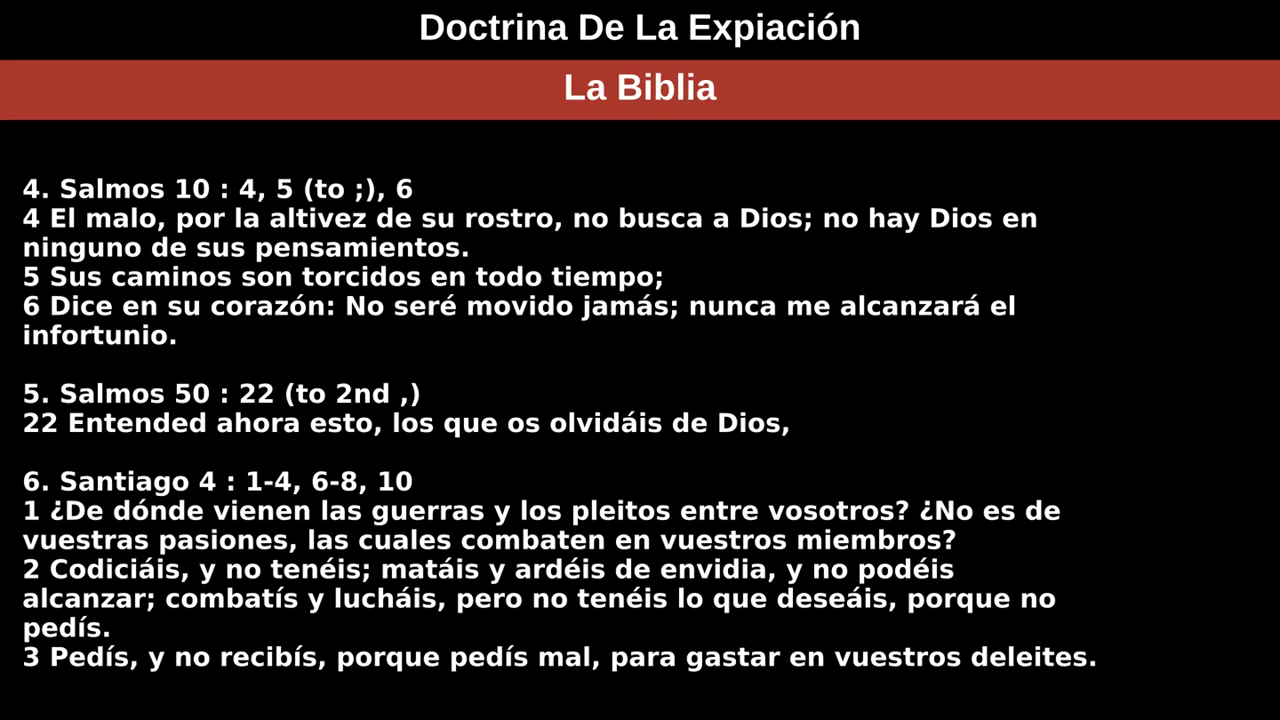 Doctrina De La Expiación
La Biblia
4. Salmos 10 : 4, 5 (to ;), 6
4 El malo, por la altivez de su rostro, no busca a Dios; no hay Dios en
ninguno de sus pensamientos.
5 Sus caminos son torcidos en todo tiempo;
6 Dice en su corazón: No seré movido jamás; nunca me alcanzará el
infortunio.
5. Salmos 50 : 22 (to 2nd ,)
22 Entended ahora esto, los que os olvidáis de Dios,
6. Santiago 4 : 1-4, 6-8, 10
1 ¿De dónde vienen las guerras y los pleitos entre vosotros? ¿No es de
vuestras pasiones, las cuales combaten en vuestros miembros?
2 Codiciáis, y no tenéis; matáis y ardéis de envidia, y no podéis
alcanzar; combatís y lucháis, pero no tenéis lo que deseáis, porque no
pedís.
3 Pedís, y no recibís, porque pedís mal, para gastar en vuestros deleites.